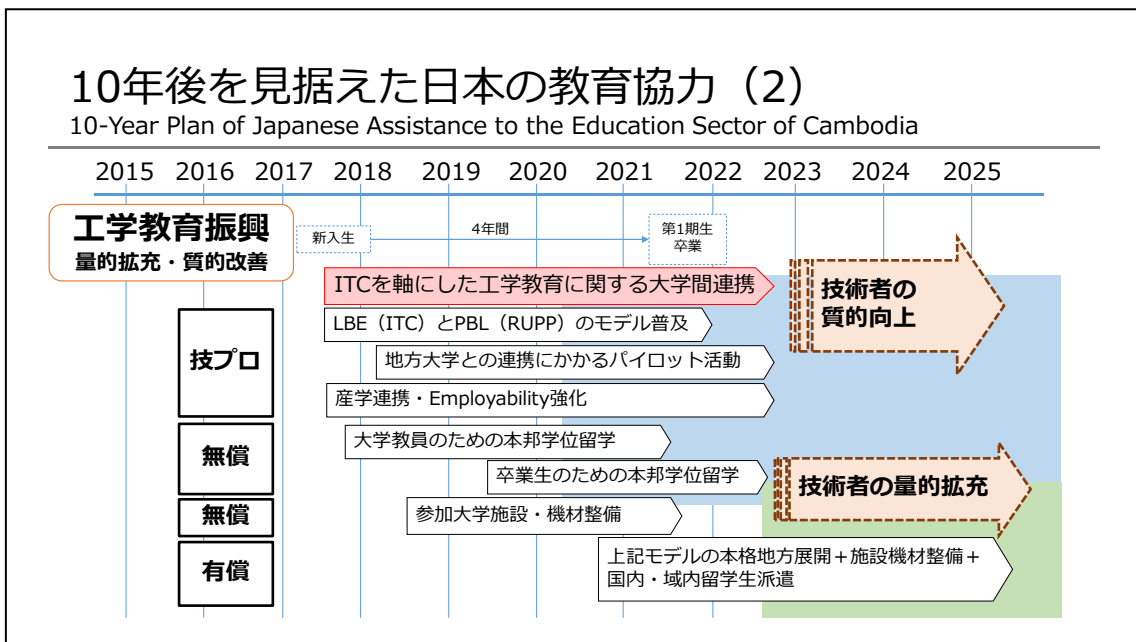 10年後を見据えた日本の教育協力（2）
10-Year Plan of Japanese Assistance to the Education Sector of Cambodia
2015 2016 2017 2018 2019 2020 2021 2022 2023 2024 2025
工学教育振興
量的拡充・質的改善
新入生
4年間
第1期生
卒業
ITCを軸にした工学教育に関する大学間連携
技術者の
質的向上
技プロ
LBE（ITC）とPBL（RUPP）のモデル普及
地方大学との連携にかかるパイロット活動
産学連携・Employability強化
無償
大学教員のための本邦学位留学
卒業生のための本邦学位留学
技術者の量的拡充
無償
参加大学施設・機材整備
有償
上記モデルの本格地方展開＋施設機材整備＋
国内・域内留学生派遣